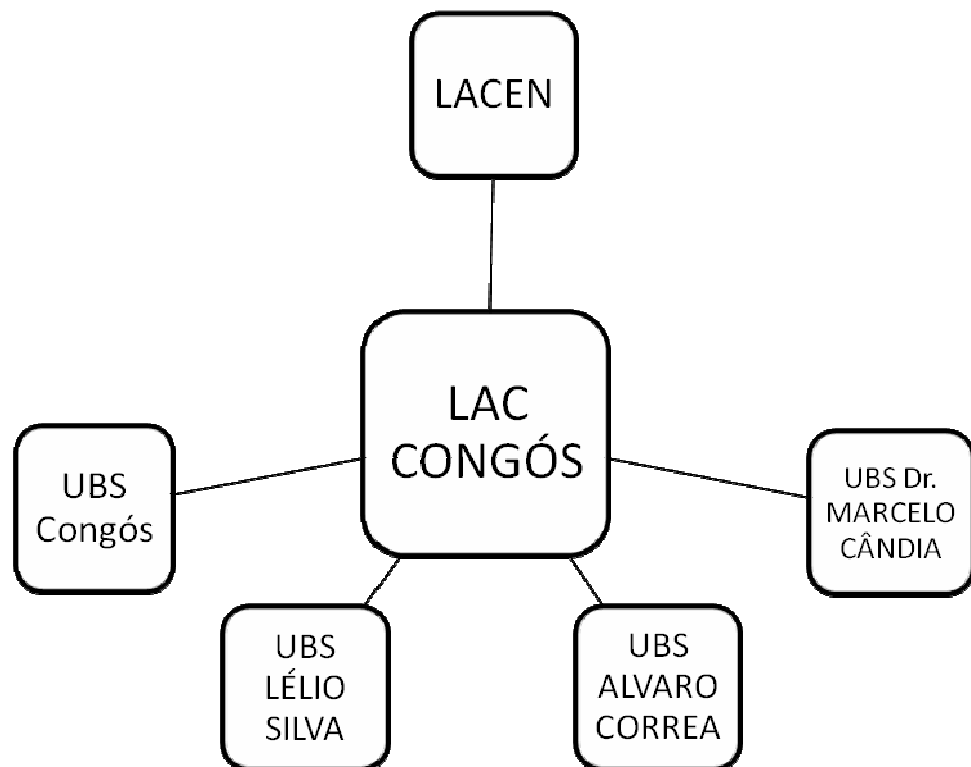 LACEN
LAC
CONGÓS
UBS
Congós
UBS Dr.
MARCELO
CÂNDIA
UBS
LÉLIO
SILVA
UBS
ALVARO
CORREA